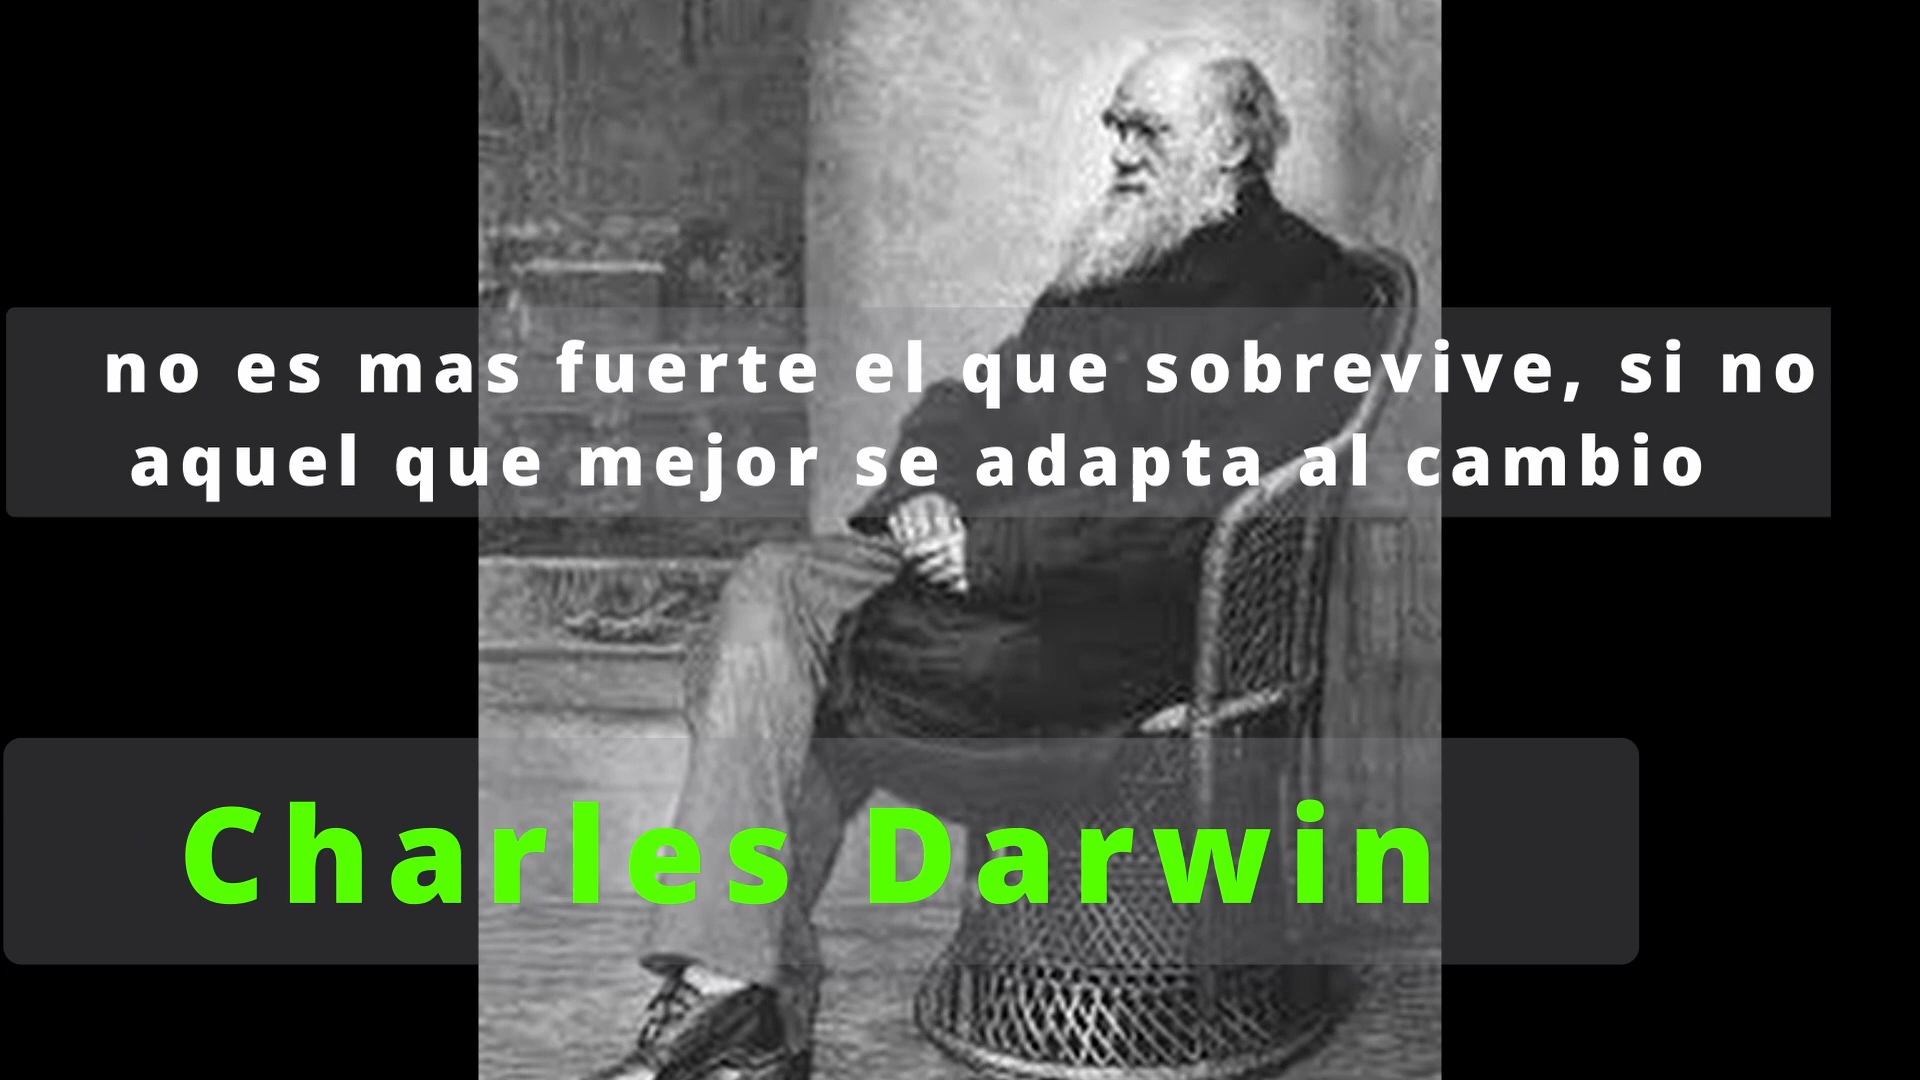 no es mas fuerte el que sobrevive, si no
aquel que mejor se adapta al cambio
Charles Darwin